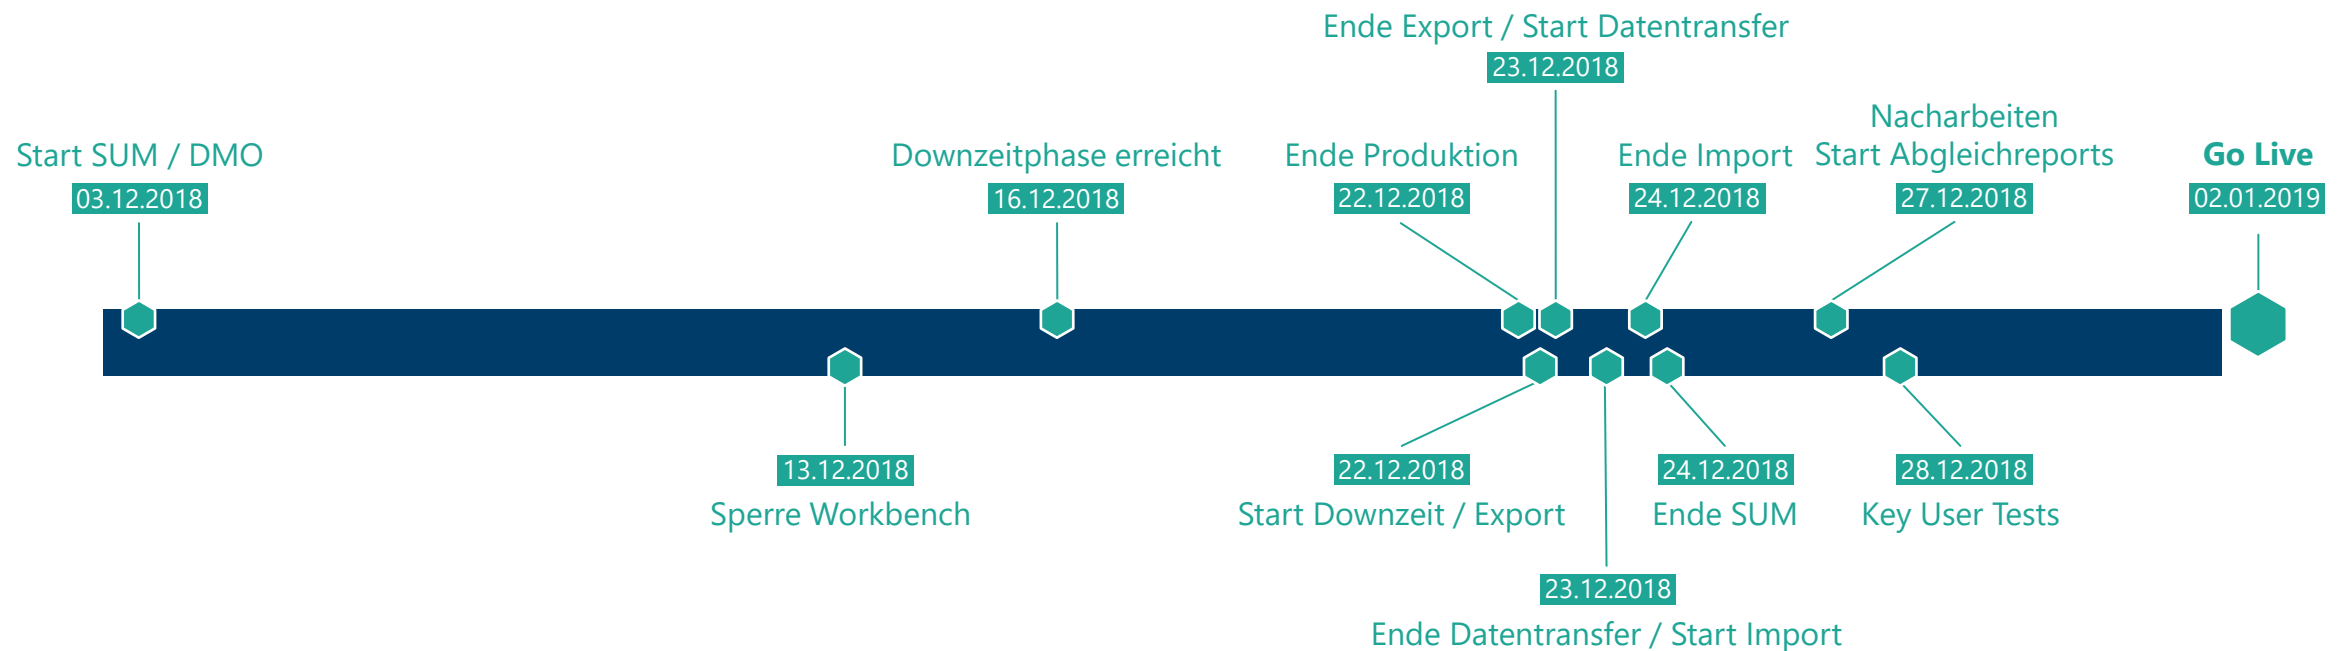 Ende Export / Start Datentransfer
23.12.2018
Start SUM / DMO
03.12.2018
Downzeitphase erreicht
16.12.2018
Ende Produktion
22.12.2018
Ende Import
24.12.2018
Nacharbeiten
Start Abgleichreports
27.12.2018
Go Live
02.01.2019
13.12.2018
Sperre Workbench
22.12.2018
Start Downzeit / Export
24.12.2018
Ende SUM
28.12.2018
Key User Tests
23.12.2018
Ende Datentransfer / Start Import